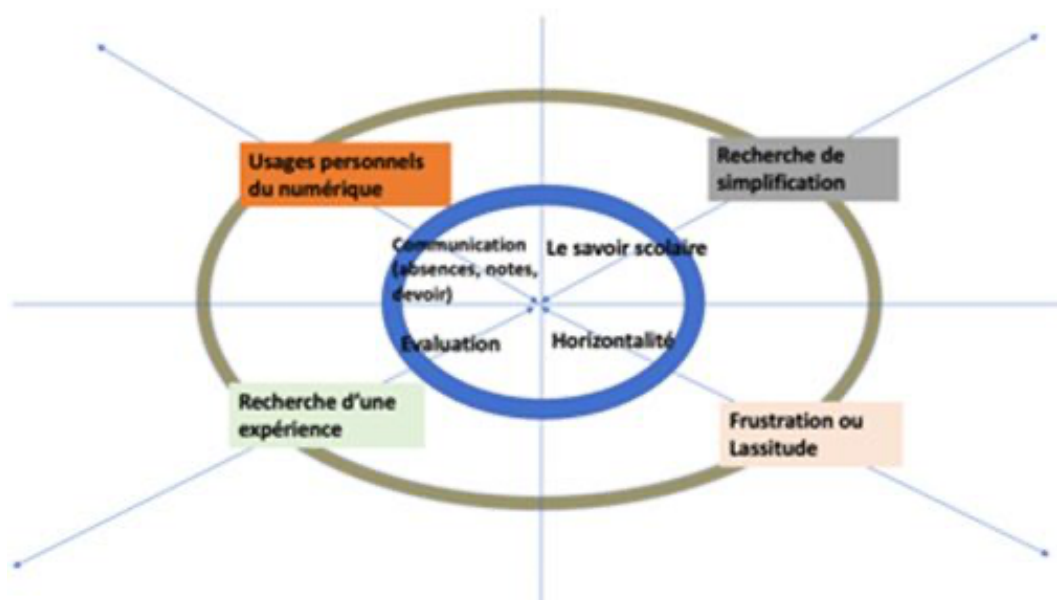 Usages personnels
du numérique
Recherche de
simplification
Communication
(absences, notes,
devoir)
Le savoir scolaire
Evaluation
Horizontalité
Recherche d'une
expérience
Frustration ou
Lassitude